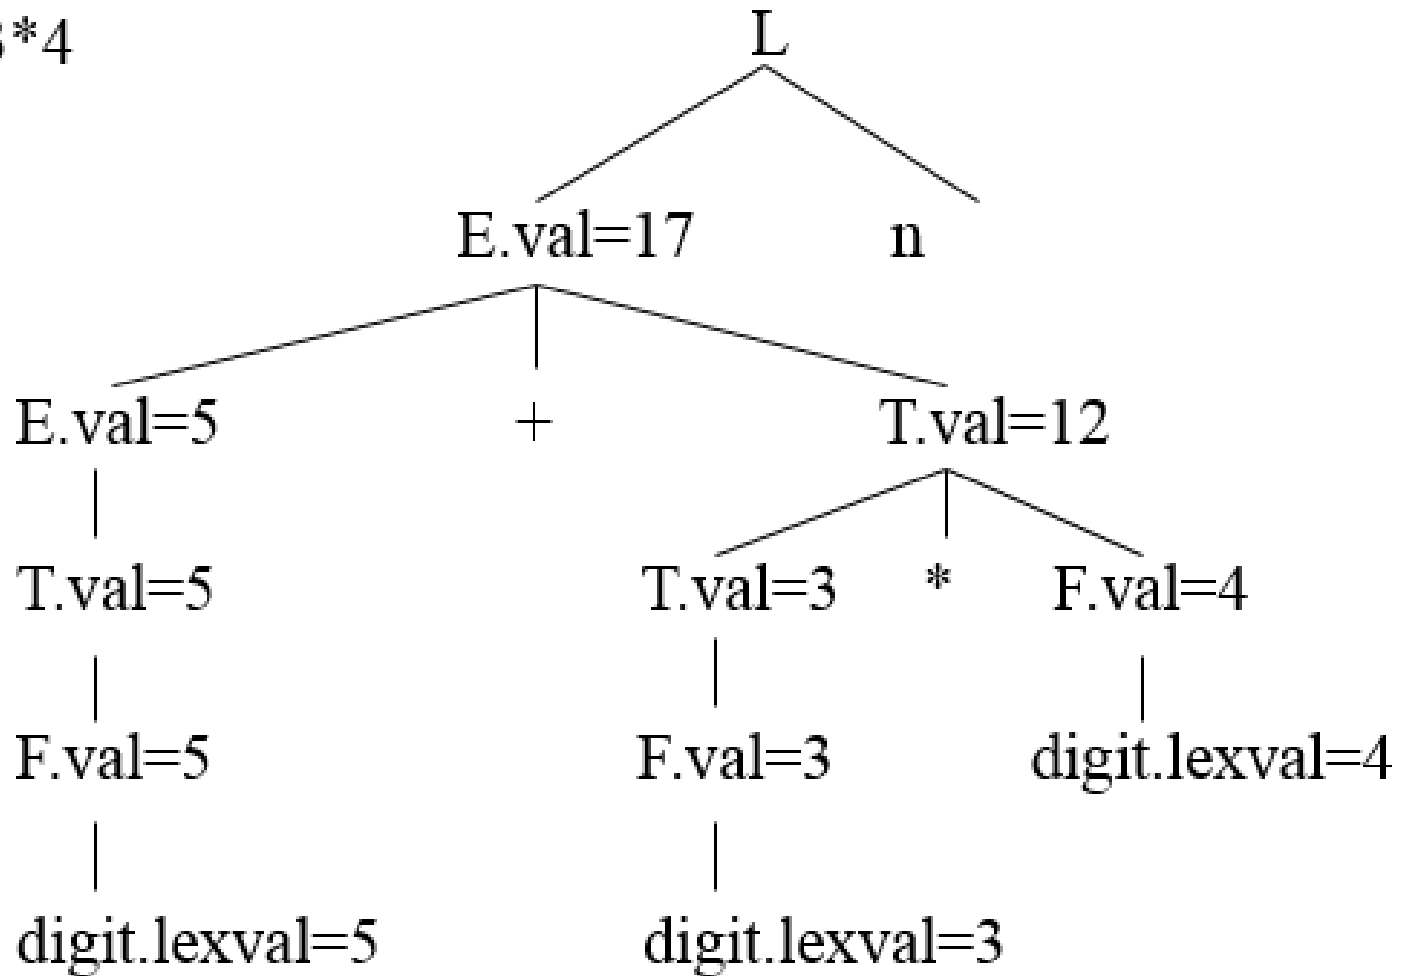 3*4
L
E.val=17 n
E.val=5 + T.val=12
T.val=5 T.val=3 * F.val=4
F.val=5 F.val=3 digit.lexval=4
digit.lexval=5 digit.lexval=3